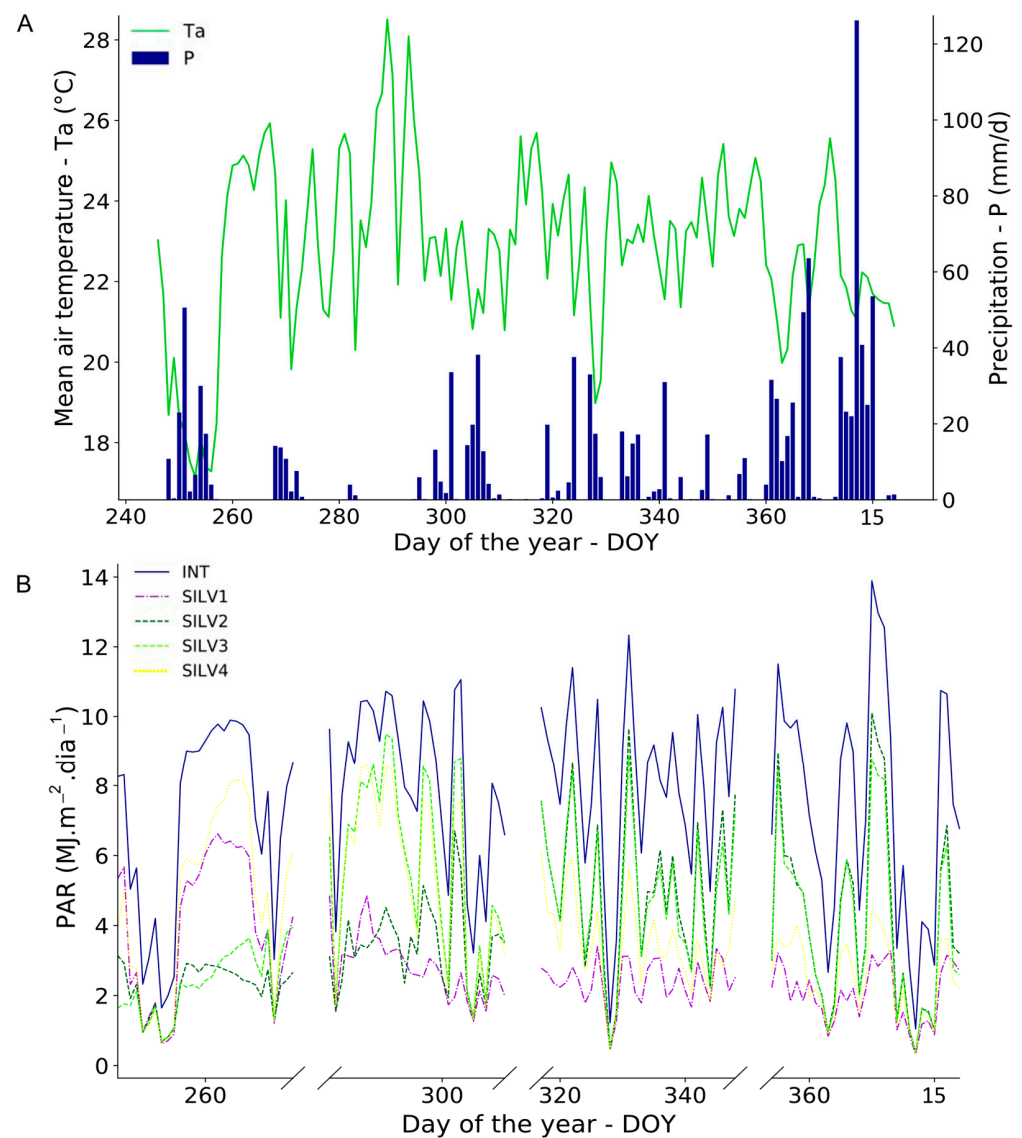 A
Ta
P
Mean air temperature - Ta (°C)
28
26
24
22
20
18
Precipitation - P (mm/d)
120
100
80
60
40
20
0
240 260 280 300 320 340 360 15
Day of the year - DOY
B
INT
SILV1
SILV2
SILV3
SILV4
PAR (MJ.m⁻².dia⁻¹)
14
12
10
8
6
4
2
0
260 300 320 340 360 15
Day of the year - DOY